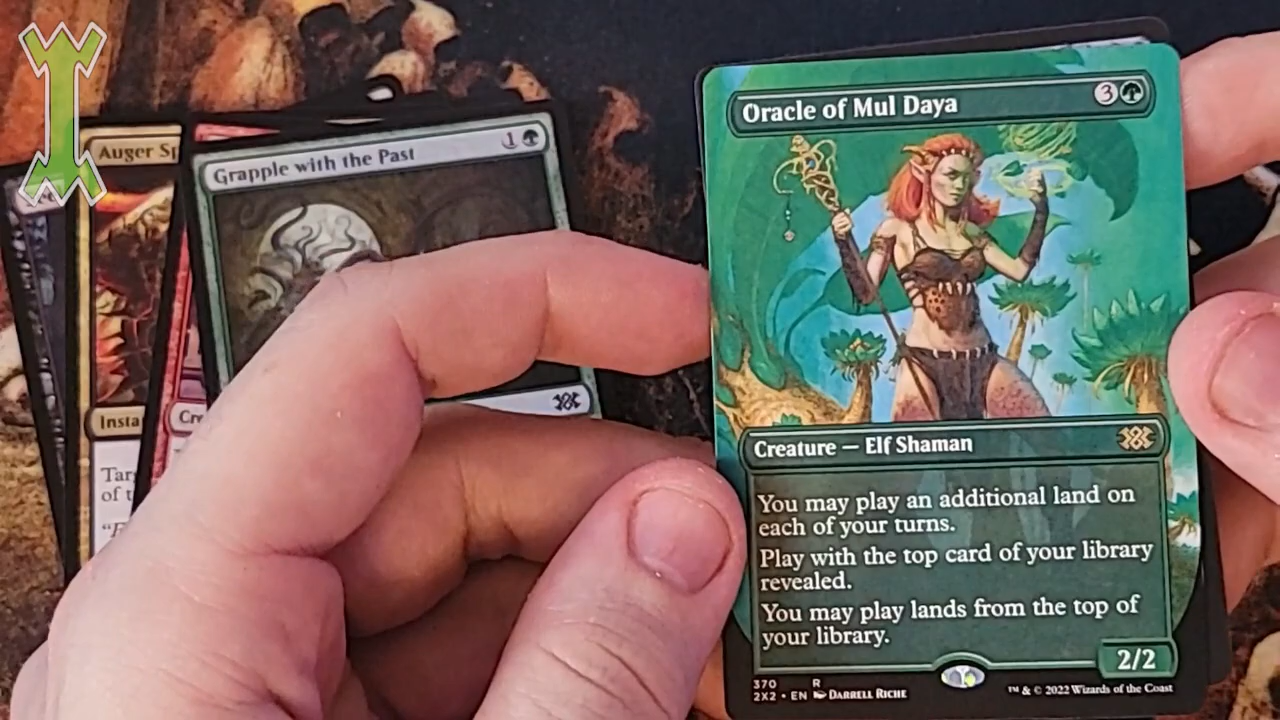 Auger Sp
Insta
Tar
of t
Cre
Grapple with the Past
1
Oracle of Mul Daya
3
Creature — Elf Shaman
You may play an additional land on
each of your turns.
Play with the top card of your library
revealed.
You may play lands from the top of
your library.
2/2
370 R
2X2 • EN DARRELL RICHE
™ & © 2022 Wizards of the Coast